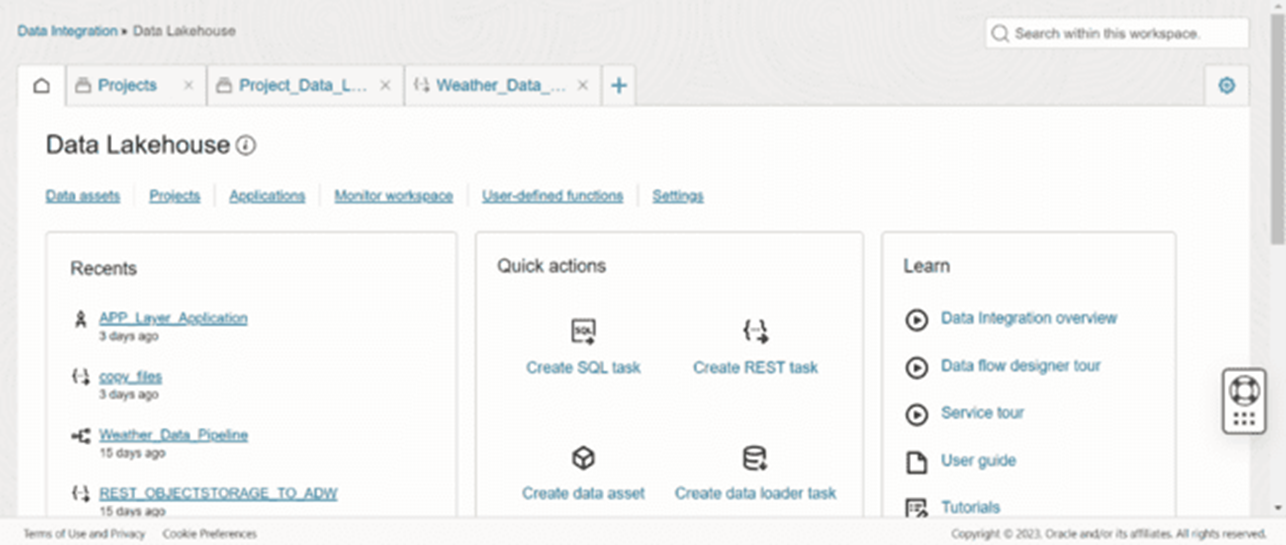 Data Integration ▸ Data Lakehouse
Search within this workspace.
Projects
Project_Data_L...
Weather_Data_...
Data Lakehouse
Data assets
Projects
Applications
Monitor workspace
User-defined functions
Settings
Recents
APP_Layer_Application
3 days ago
copy_files
3 days ago
Weather_Data_Pipeline
15 days ago
REST_OBJECTSTORAGE_TO_ADW
15 days ago
Quick actions
SQL
Create SQL task
Create REST task
Create data asset
Create data loader task
Learn
Data Integration overview
Data flow designer tour
Service tour
User guide
Tutorials
Terms of Use and Privacy
Cookie Preferences
Copyright © 2023, Oracle and/or its affiliates. All rights reserved.